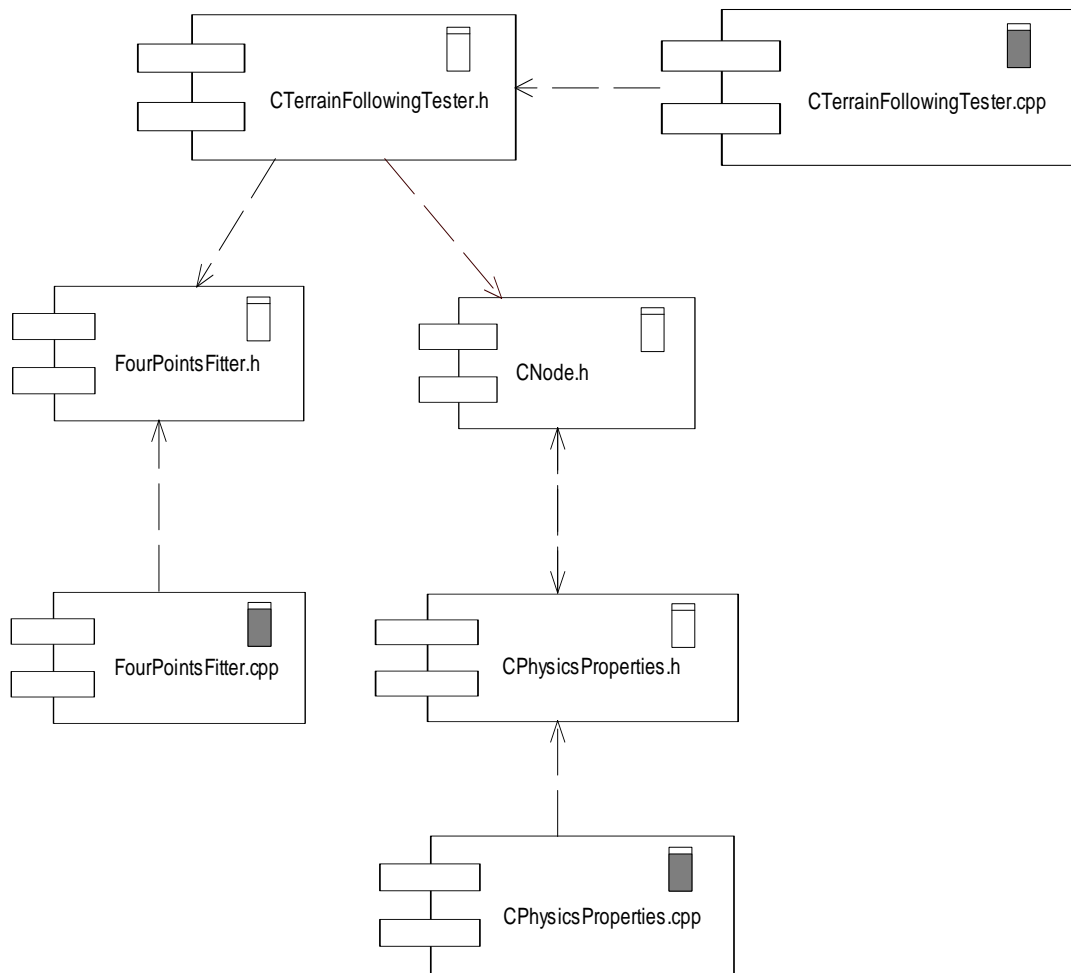 CTerrainFollowingTester.h
CTerrainFollowingTester.cpp
FourPointsFitter.h
CNode.h
FourPointsFitter.cpp
CPhysicsProperties.h
CPhysicsProperties.cpp